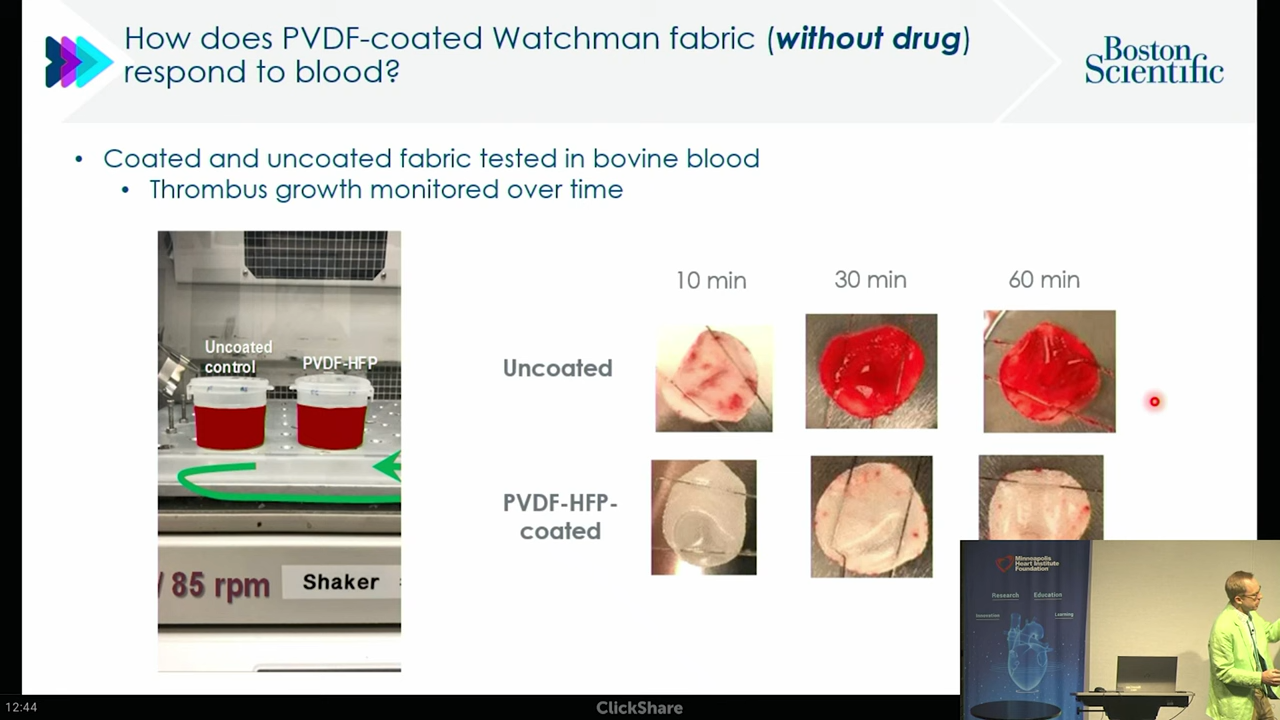 How does PVDF-coated Watchman fabric (without drug)
respond to blood?
Boston
Scientific
• Coated and uncoated fabric tested in bovine blood
• Thrombus growth monitored over time
Uncoated
control
PVDF-HFP
/ 85 rpm
Shaker
10 min
30 min
60 min
Uncoated
PVDF-HFP-
coated
Minneapolis
Heart Institute
Foundation
Research
Education
Innovation
Learning
12:44
ClickShare